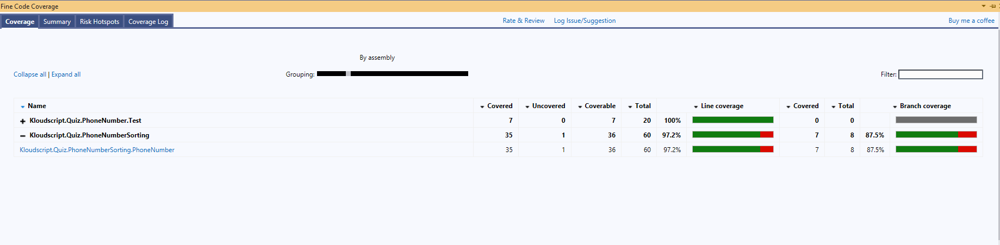 Fine Code Coverage
Coverage Summary Risk Hotspots Coverage Log Rate & Review Log Issue/Suggestion Buy me a coffee
By assembly
Collapse all | Expand all Grouping: Filter:
Name Covered Uncovered Coverable Total Line coverage Covered Total Branch coverage
Kloudscript.Quiz.PhoneNumber.Test 7 0 7 20 100% 0 0
Kloudscript.Quiz.PhoneNumberSorting 35 1 36 60 97.2% 7 8 87.5%
Kloudscript.Quiz.PhoneNumberSorting.PhoneNumber 35 1 36 60 97.2% 7 8 87.5%